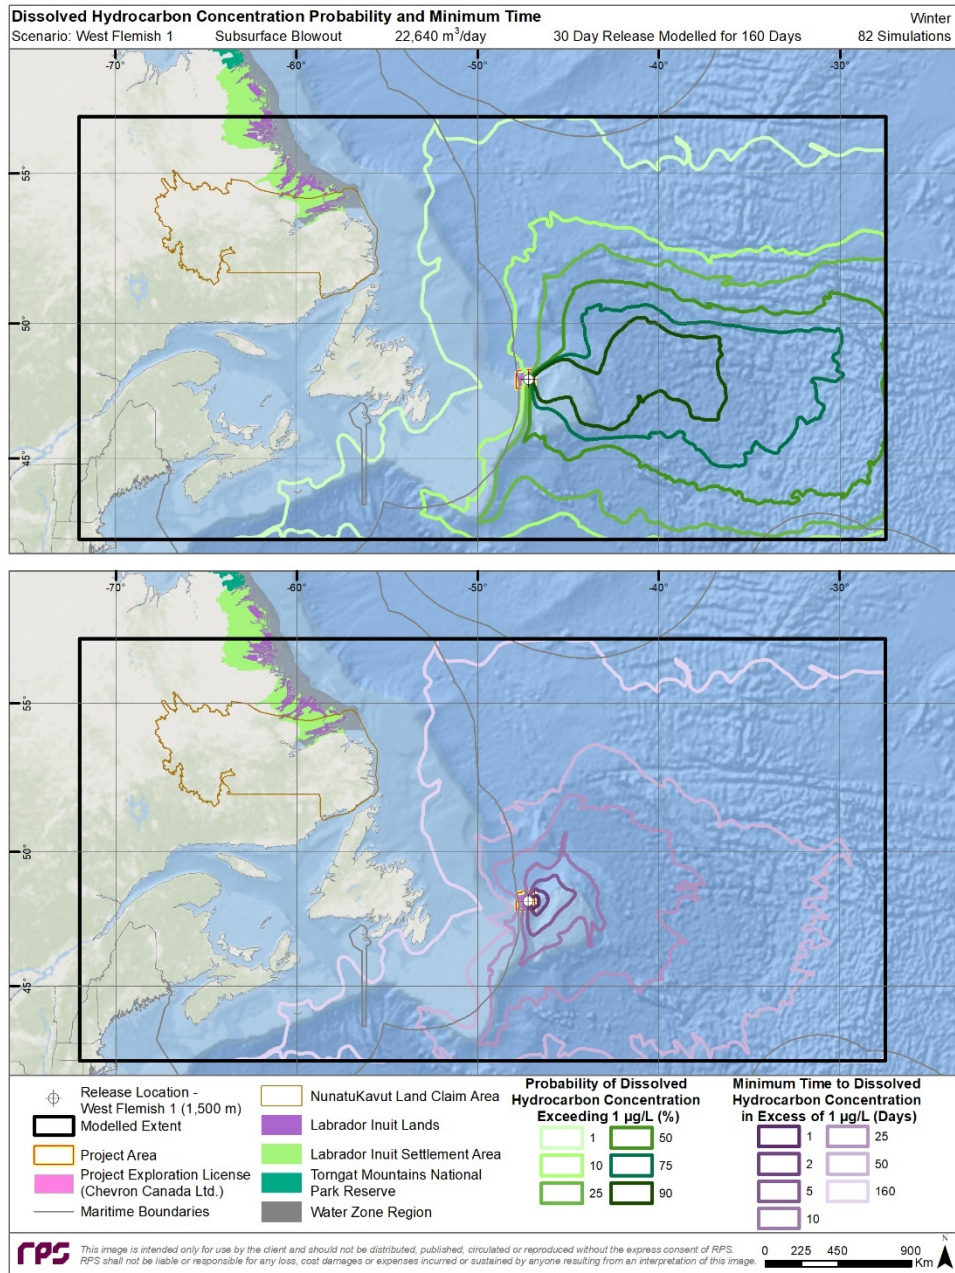 Dissolved Hydrocarbon Concentration Probability and Minimum Time
Winter
Scenario: West Flemish 1
Subsurface Blowout
22,640 m³/day
30 Day Release Modelled for 160 Days
82 Simulations
-70°
-60°
-50°
-40°
-30°
55°
50°
45°
-70°
-60°
-50°
-40°
-30°
55°
50°
45°
Release Location -
West Flemish 1 (1,500 m)
Modelled Extent
Project Area
Project Exploration License
(Chevron Canada Ltd.)
Maritime Boundaries
NunatuKavut Land Claim Area
Labrador Inuit Lands
Labrador Inuit Settlement Area
Torngat Mountains National
Park Reserve
Water Zone Region
Probability of Dissolved
Hydrocarbon Concentration
Exceeding 1 µg/L (%)
1
50
10
75
25
90
Minimum Time to Dissolved
Hydrocarbon Concentration
in Excess of 1 µg/L (Days)
1
25
2
50
5
160
10
RPS
This image is intended only for use by the client and should not be distributed, published, circulated or reproduced without the express consent of RPS.
RPS shall not be liable or responsible for any loss, cost damages or expenses incurred or sustained by anyone resulting from an interpretation of this image.
0 225 450 900
Km
N